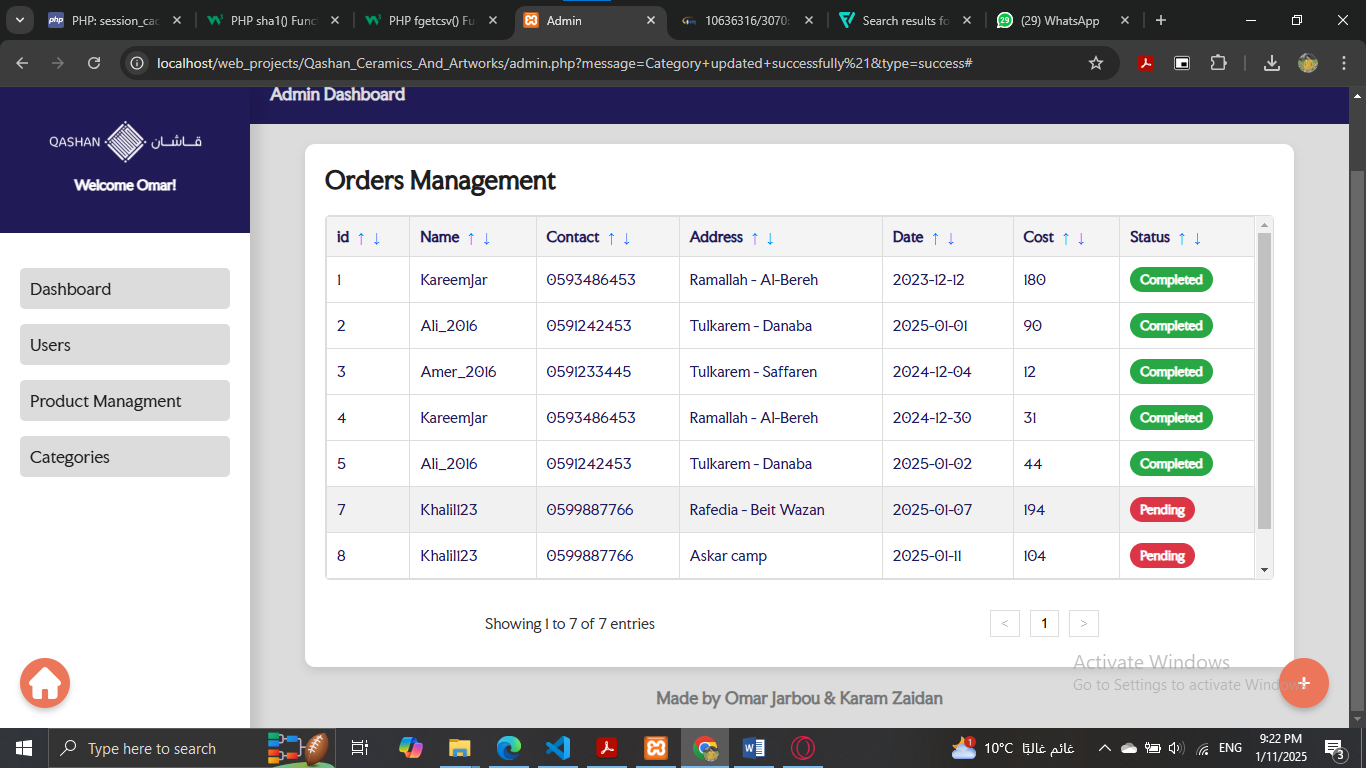 PHP: session_cac
PHP sha1() Func
PHP fgetcsv() Fu
Admin
10636316/3070:
Search results fo
(29) WhatsApp
localhost/web_projects/Qashan_Ceramics_And_Artworks/admin.php?message=Category+updated+successfully%21&type=success#
Admin Dashboard
QASHAN قاشان
Welcome Omar!
Dashboard
Users
Product Managment
Categories
Orders Management
id ↑ ↓ Name ↑ ↓ Contact ↑ ↓ Address ↑ ↓ Date ↑ ↓ Cost ↑ ↓ Status ↑ ↓
1 KareemJar 0593486453 Ramallah - Al-Bereh 2023-12-12 180 Completed
2 Ali_2016 0591242453 Tulkarem - Danaba 2025-01-01 90 Completed
3 Amer_2016 0591233445 Tulkarem - Saffaren 2024-12-04 12 Completed
4 KareemJar 0593486453 Ramallah - Al-Bereh 2024-12-30 31 Completed
5 Ali_2016 0591242453 Tulkarem - Danaba 2025-01-02 44 Completed
7 Khalil123 0599887766 Rafedia - Beit Wazan 2025-01-07 194 Pending
8 Khalil123 0599887766 Askar camp 2025-01-11 104 Pending
Showing 1 to 7 of 7 entries
< 1 >
Activate Windows
Go to Settings to activate Windows.
+
Made by Omar Jarbou & Karam Zaidan
Type here to search
10°C غائم غالبًا
ENG
9:22 PM
1/11/2025
3